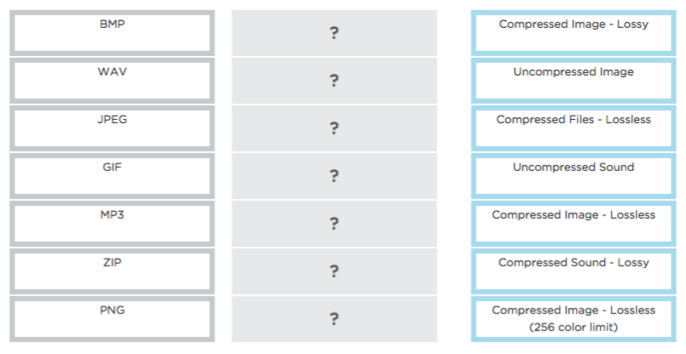 BMP ? Compressed Image - Lossy
WAV ? Uncompressed Image
JPEG ? Compressed Files - Lossless
GIF ? Uncompressed Sound
MP3 ? Compressed Image - Lossless
ZIP ? Compressed Sound - Lossy
PNG ? Compressed Image - Lossless
(256 color limit)